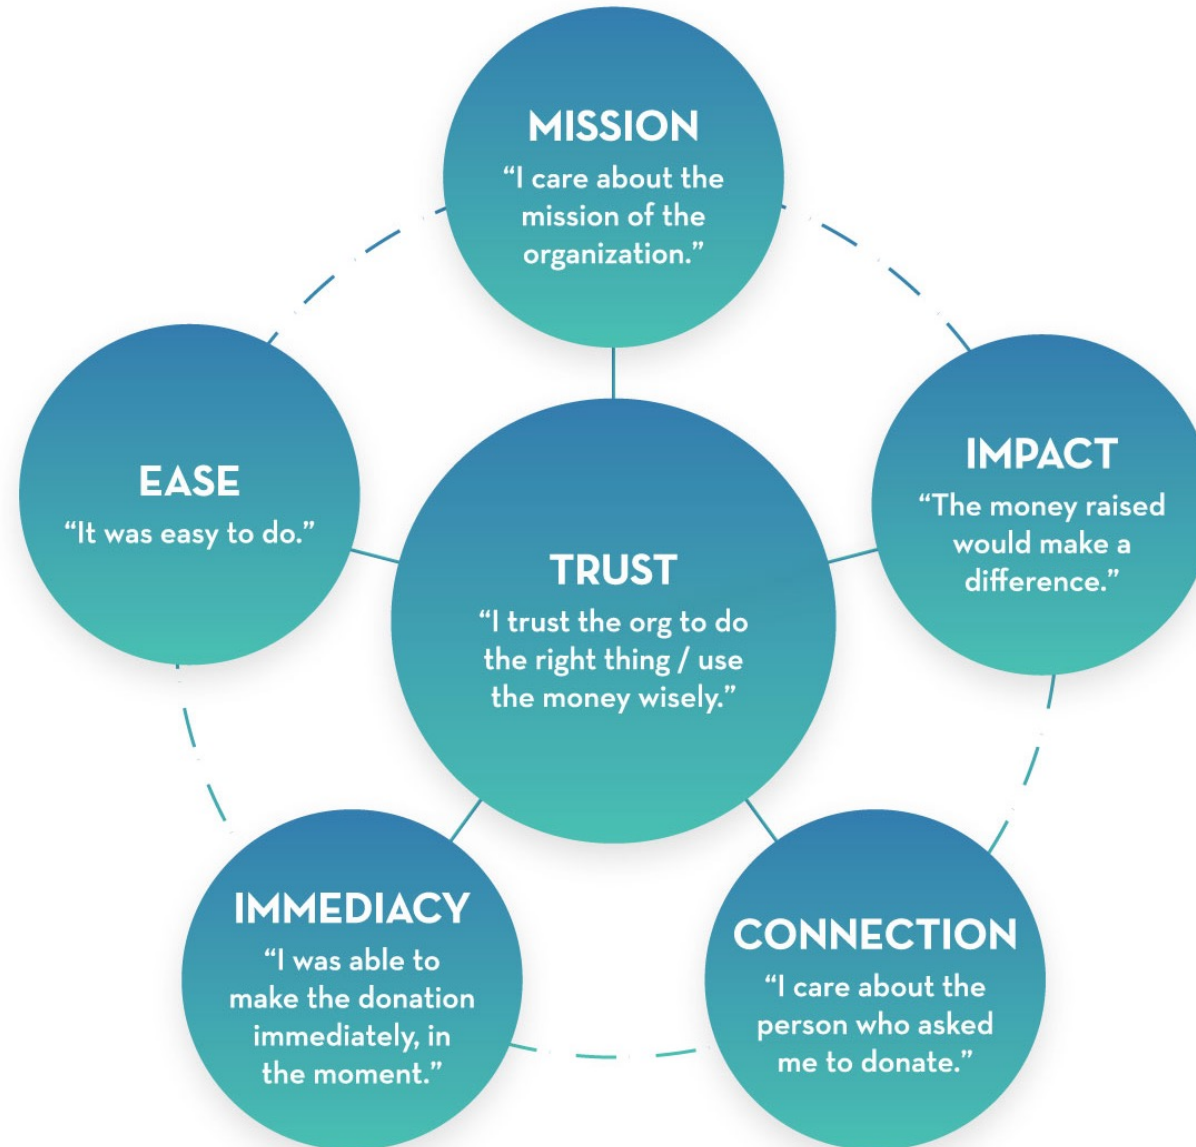 MISSION
“I care about the
mission of the
organization.”
EASE
“It was easy to do.”
IMPACT
“The money raised
would make a
difference.”
TRUST
“I trust the org to do
the right thing / use
the money wisely.”
IMMEDIACY
“I was able to
make the donation
immediately, in
the moment.”
CONNECTION
“I care about the
person who asked
me to donate.”